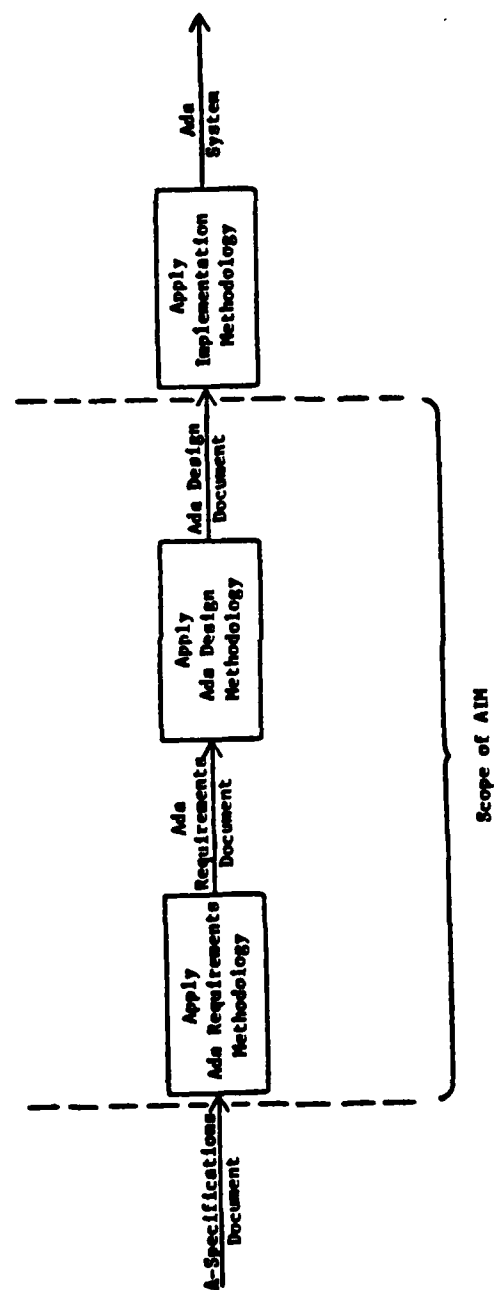 A-Specifications
Document
Apply
Ada Requirements
Methodology
Ada
Requirements
Document
Apply
Ada Design
Methodology
Ada Design
Document
Apply
Implementation
Methodology
Ada
System
Scope of AIM